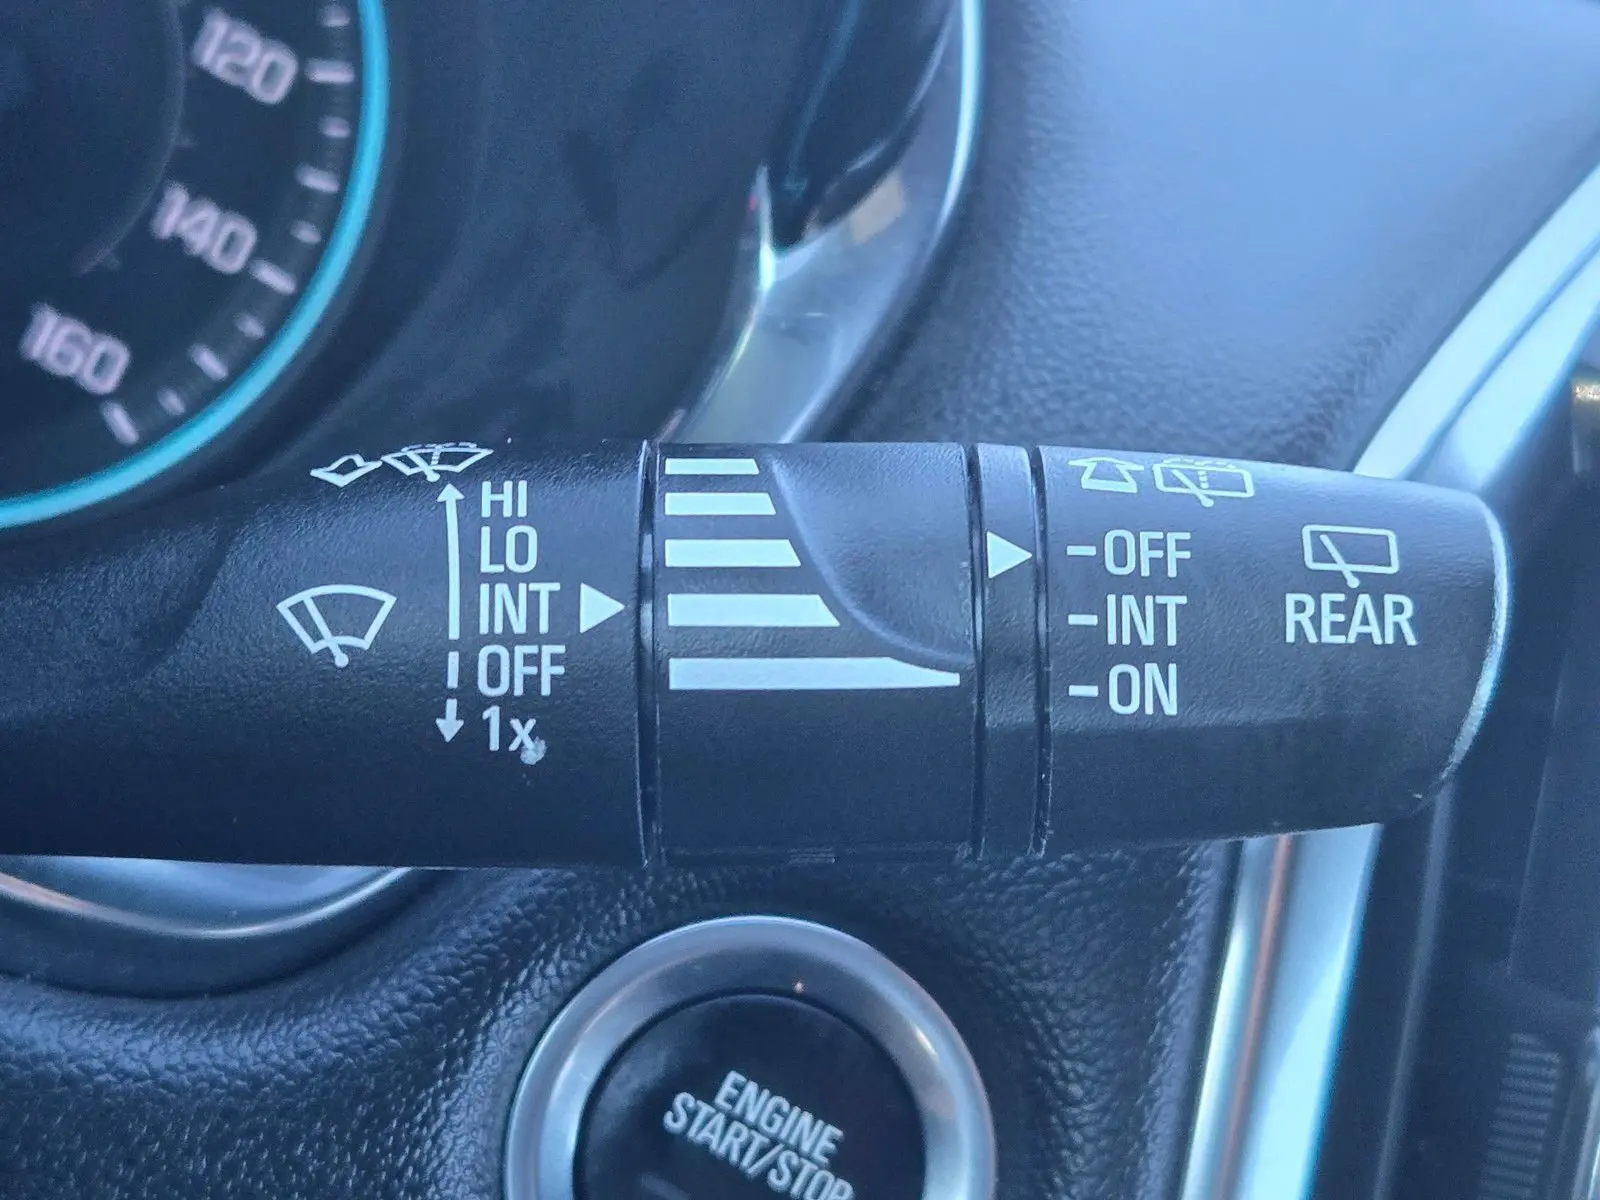 120
140
160
HI
LO
INT
OFF
1x
-OFF
-INT
-ON
REAR
ENGINE
START/STOP